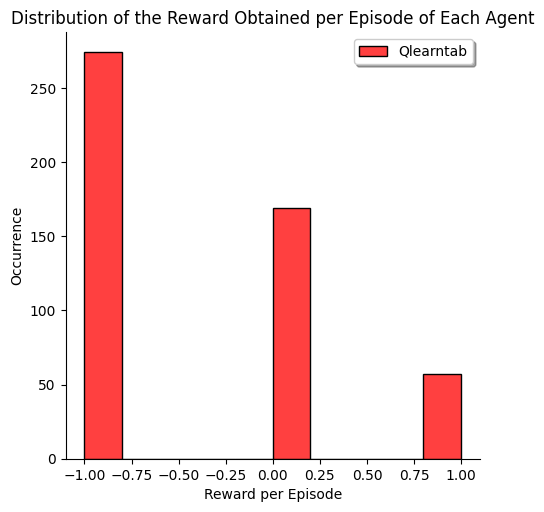 Distribution of the Reward Obtained per Episode of Each Agent
Qlearntab
Occurrence
250
200
150
100
50
0
−1.00 −0.75 −0.50 −0.25 0.00 0.25 0.50 0.75 1.00
Reward per Episode